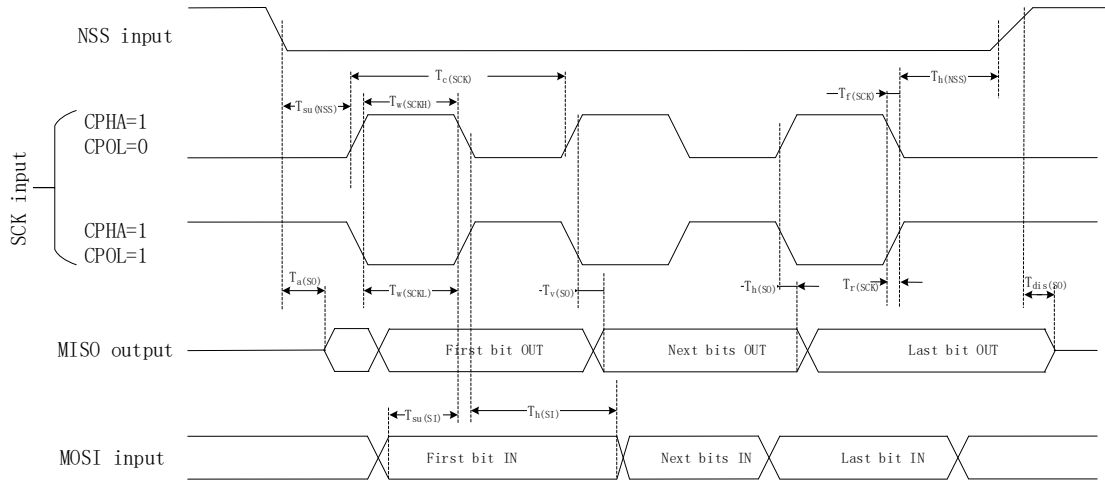 NSS input
T_c(SCK)
T_su(NSS)
T_w(SCKH)
T_f(SCK)
T_h(NSS)
SCK input
CPHA=1
CPOL=0
CPHA=1
CPOL=1
T_a(SO)
T_w(SCKL)
T_v(SO)
T_h(SO)
T_r(SCK)
T_dis(SO)
MISO output
First bit OUT
Next bits OUT
Last bit OUT
T_su(SI)
T_h(SI)
MOSI input
First bit IN
Next bits IN
Last bit IN